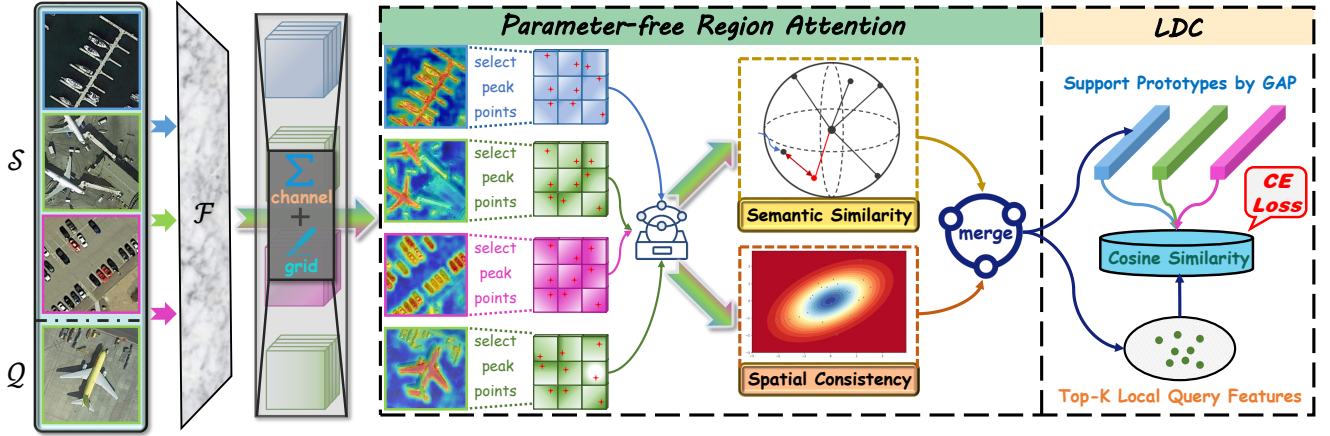 Parameter-free Region Attention
LDC
S
Q
F
Σ
channel
+
grid
select
peak
points
select
peak
points
select
peak
points
select
peak
points
Semantic Similarity
Spatial Consistency
merge
Support Prototypes by GAP
CE
Loss
Cosine Similarity
Top-K Local Query Features